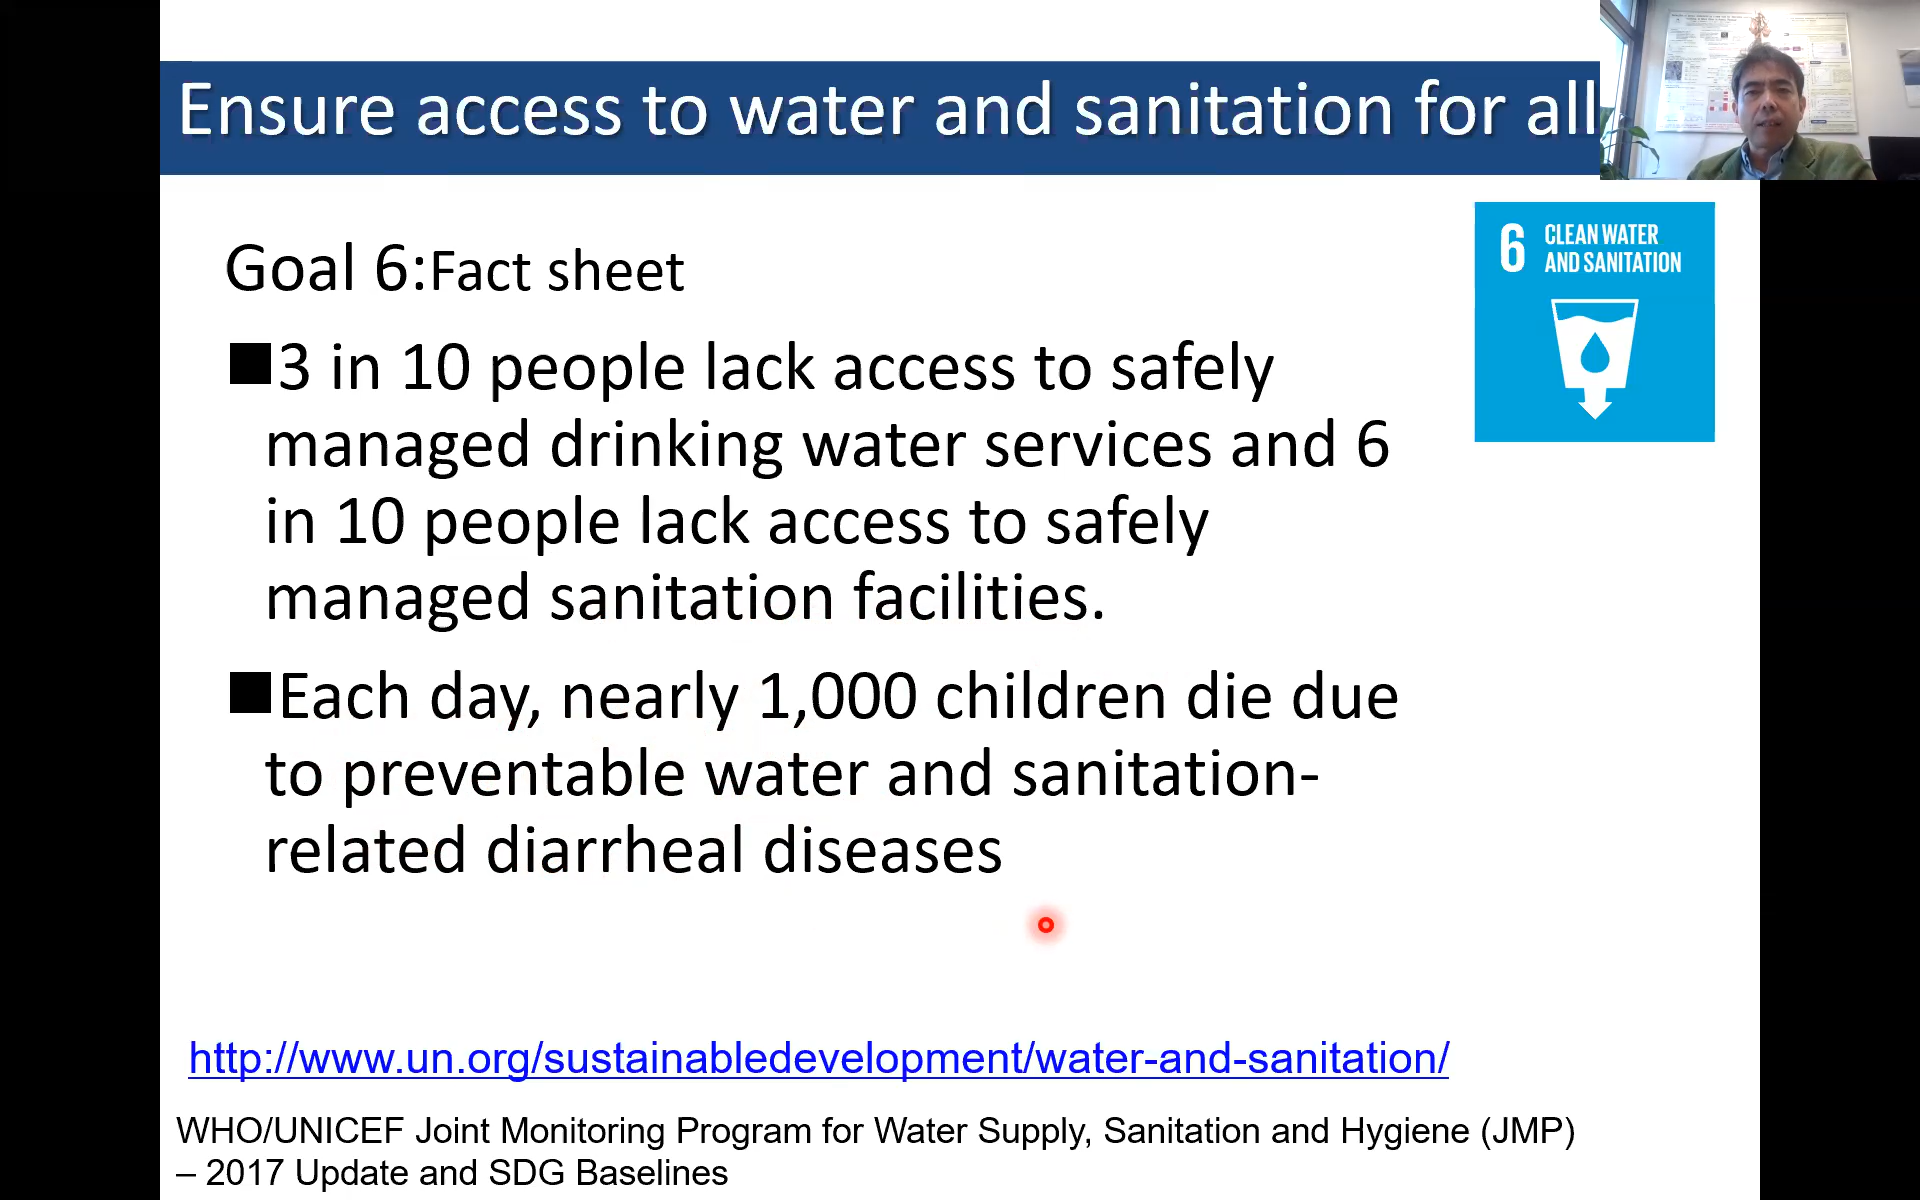 Ensure access to water and sanitation for all
6 CLEAN WATER
AND SANITATION
Goal 6:Fact sheet
■3 in 10 people lack access to safely
managed drinking water services and 6
in 10 people lack access to safely
managed sanitation facilities.
■Each day, nearly 1,000 children die due
to preventable water and sanitation-
related diarrheal diseases
http://www.un.org/sustainabledevelopment/water-and-sanitation/
WHO/UNICEF Joint Monitoring Program for Water Supply, Sanitation and Hygiene (JMP)
– 2017 Update and SDG Baselines